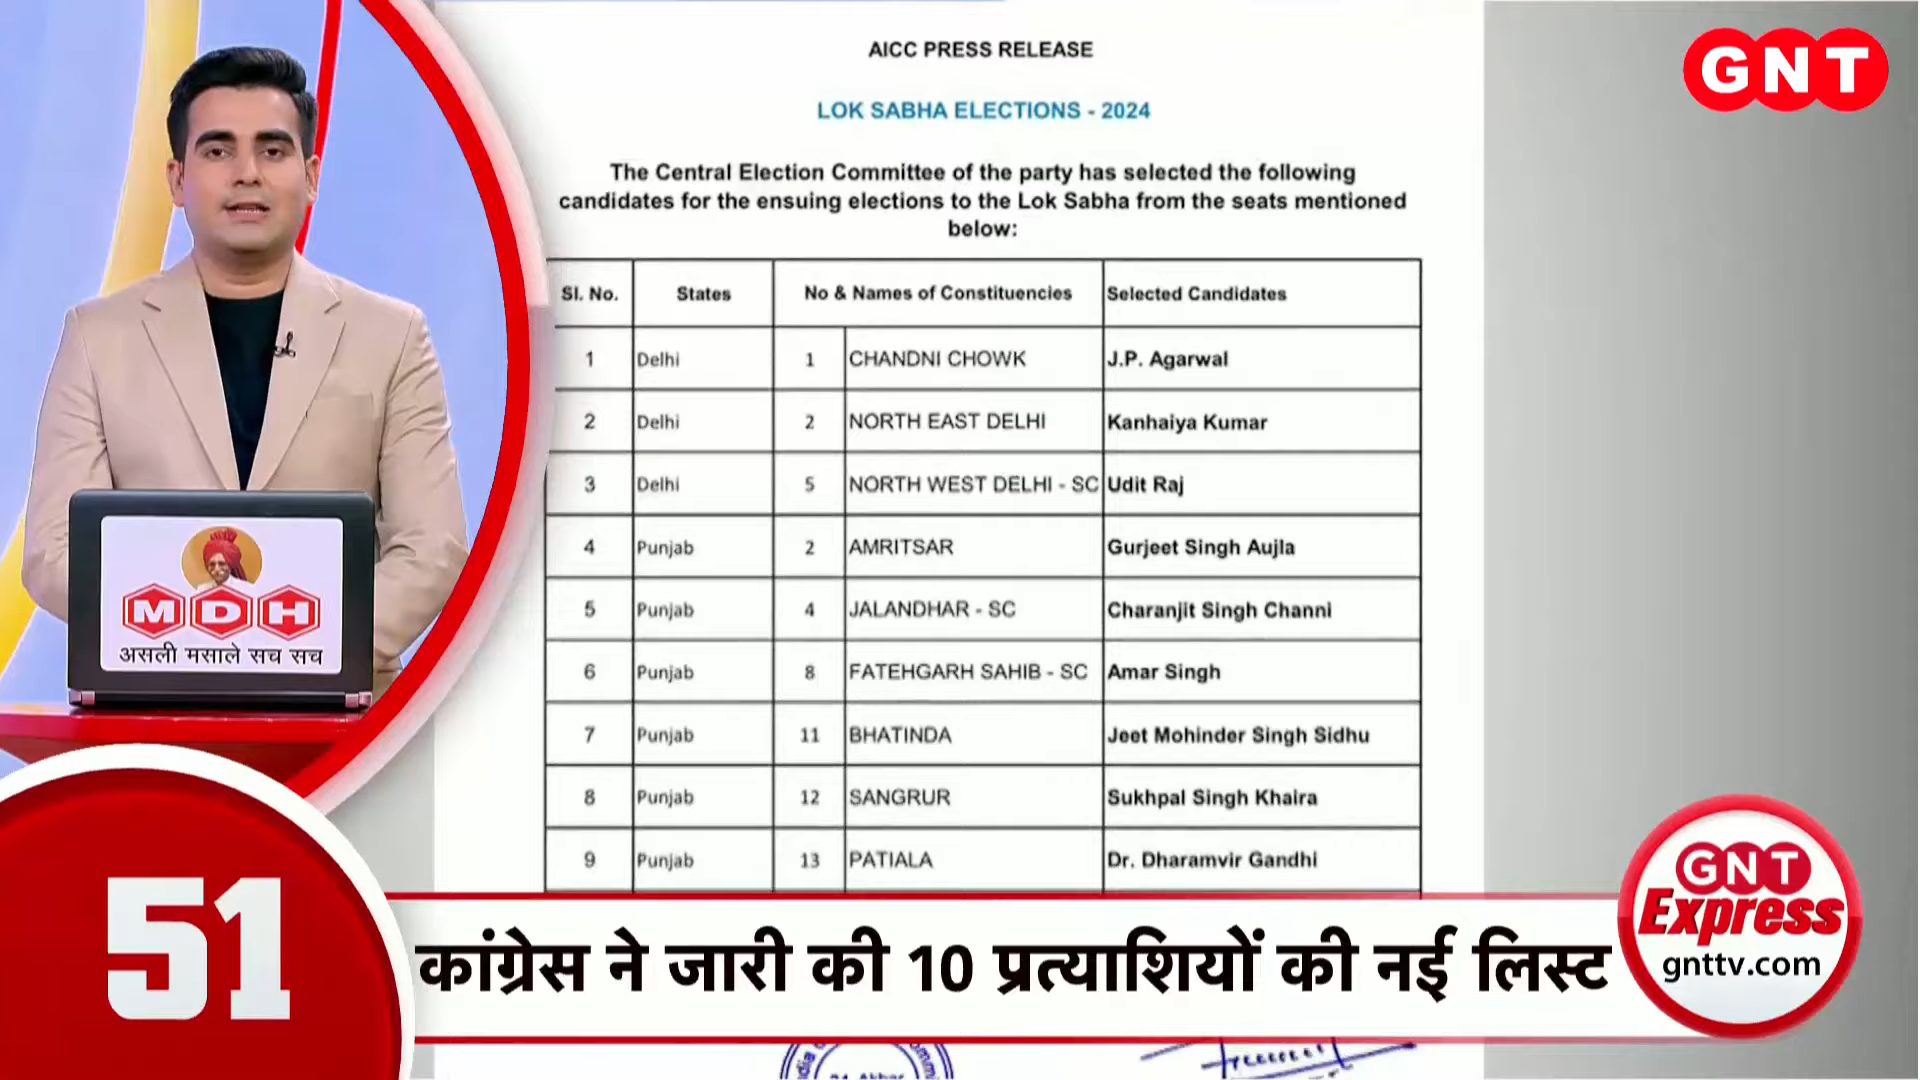 AICC PRESS RELEASE
LOK SABHA ELECTIONS - 2024
The Central Election Committee of the party has selected the following
candidates for the ensuing elections to the Lok Sabha from the seats mentioned
below:
Sl. No. States No & Names of Constituencies Selected Candidates
1 Delhi 1 CHANDNI CHOWK J.P. Agarwal
2 Delhi 2 NORTH EAST DELHI Kanhaiya Kumar
3 Delhi 5 NORTH WEST DELHI - SC Udit Raj
4 Punjab 2 AMRITSAR Gurjeet Singh Aujla
5 Punjab 4 JALANDHAR - SC Charanjit Singh Channi
6 Punjab 8 FATEHGARH SAHIB - SC Amar Singh
7 Punjab 11 BHATINDA Jeet Mohinder Singh Sidhu
8 Punjab 12 SANGRUR Sukhpal Singh Khaira
9 Punjab 13 PATIALA Dr. Dharamvir Gandhi
GNT
MDH
असली मसाले सच सच
51
कांग्रेस ने जारी की 10 प्रत्याशियों की नई लिस्ट
GNT
Express
gnttv.com